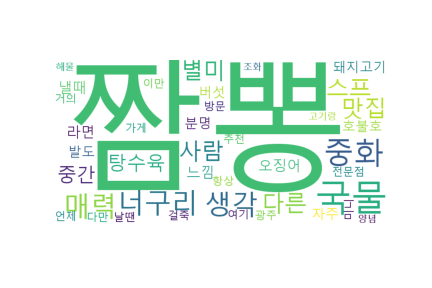 해물 조화 돼지고기
낼때 이만 별미 스프
거의 버섯 방문 고기랑 맛집
라면 가게 분명 호불호
짬뽕
발도 탕수육 추천 사람 오징어 중화
중간 느낌 전문점
항상 국물
매력 너구리 생각 다른
언제 다만 날땐 걸죽 여기 광주 자주 양념